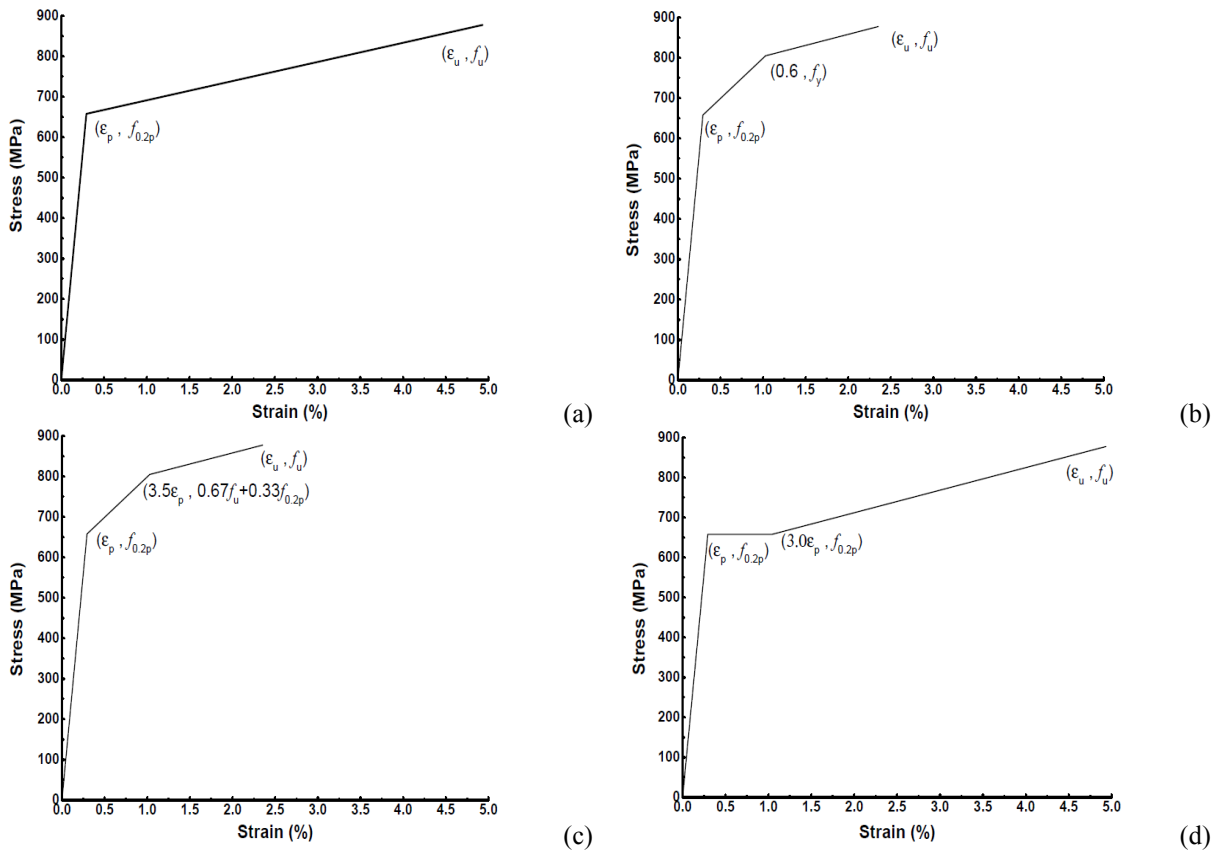 900
800
700
600
500
400
300
200
100
0
Stress (MPa)
(εu , fu)
(εp , f0.2p)
0.0 0.5 1.0 1.5 2.0 2.5 3.0 3.5 4.0 4.5 5.0
Strain (%)
(a)
900
800
700
600
500
400
300
200
100
0
Stress (MPa)
(εu , fu)
(0.6 , fy)
(εp , f0.2p)
0.0 0.5 1.0 1.5 2.0 2.5 3.0 3.5 4.0 4.5 5.0
Strain (%)
(b)
900
800
700
600
500
400
300
200
100
0
Stress (MPa)
(εu , fu)
(3.5εp , 0.67fu+0.33f0.2p)
(εp , f0.2p)
0.0 0.5 1.0 1.5 2.0 2.5 3.0 3.5 4.0 4.5 5.0
Strain (%)
(c)
900
800
700
600
500
400
300
200
100
0
Stress (MPa)
(εu , fu)
(εp , f0.2p)
(3.0εp , f0.2p)
0.0 0.5 1.0 1.5 2.0 2.5 3.0 3.5 4.0 4.5 5.0
Strain (%)
(d)